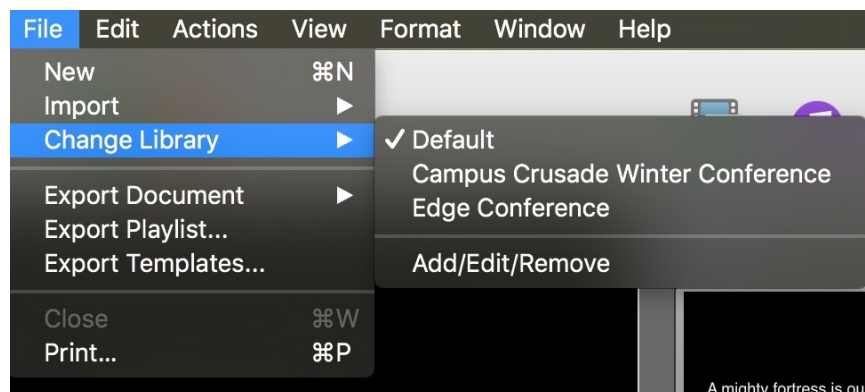 File Edit Actions View Format Window Help
New ⌘N
Import ▶
Change Library ▶
✓ Default
Campus Crusade Winter Conference
Edge Conference
Add/Edit/Remove
Export Document ▶
Export Playlist...
Export Templates...
Close ⌘W
Print... ⌘P
A mighty fortress is ou